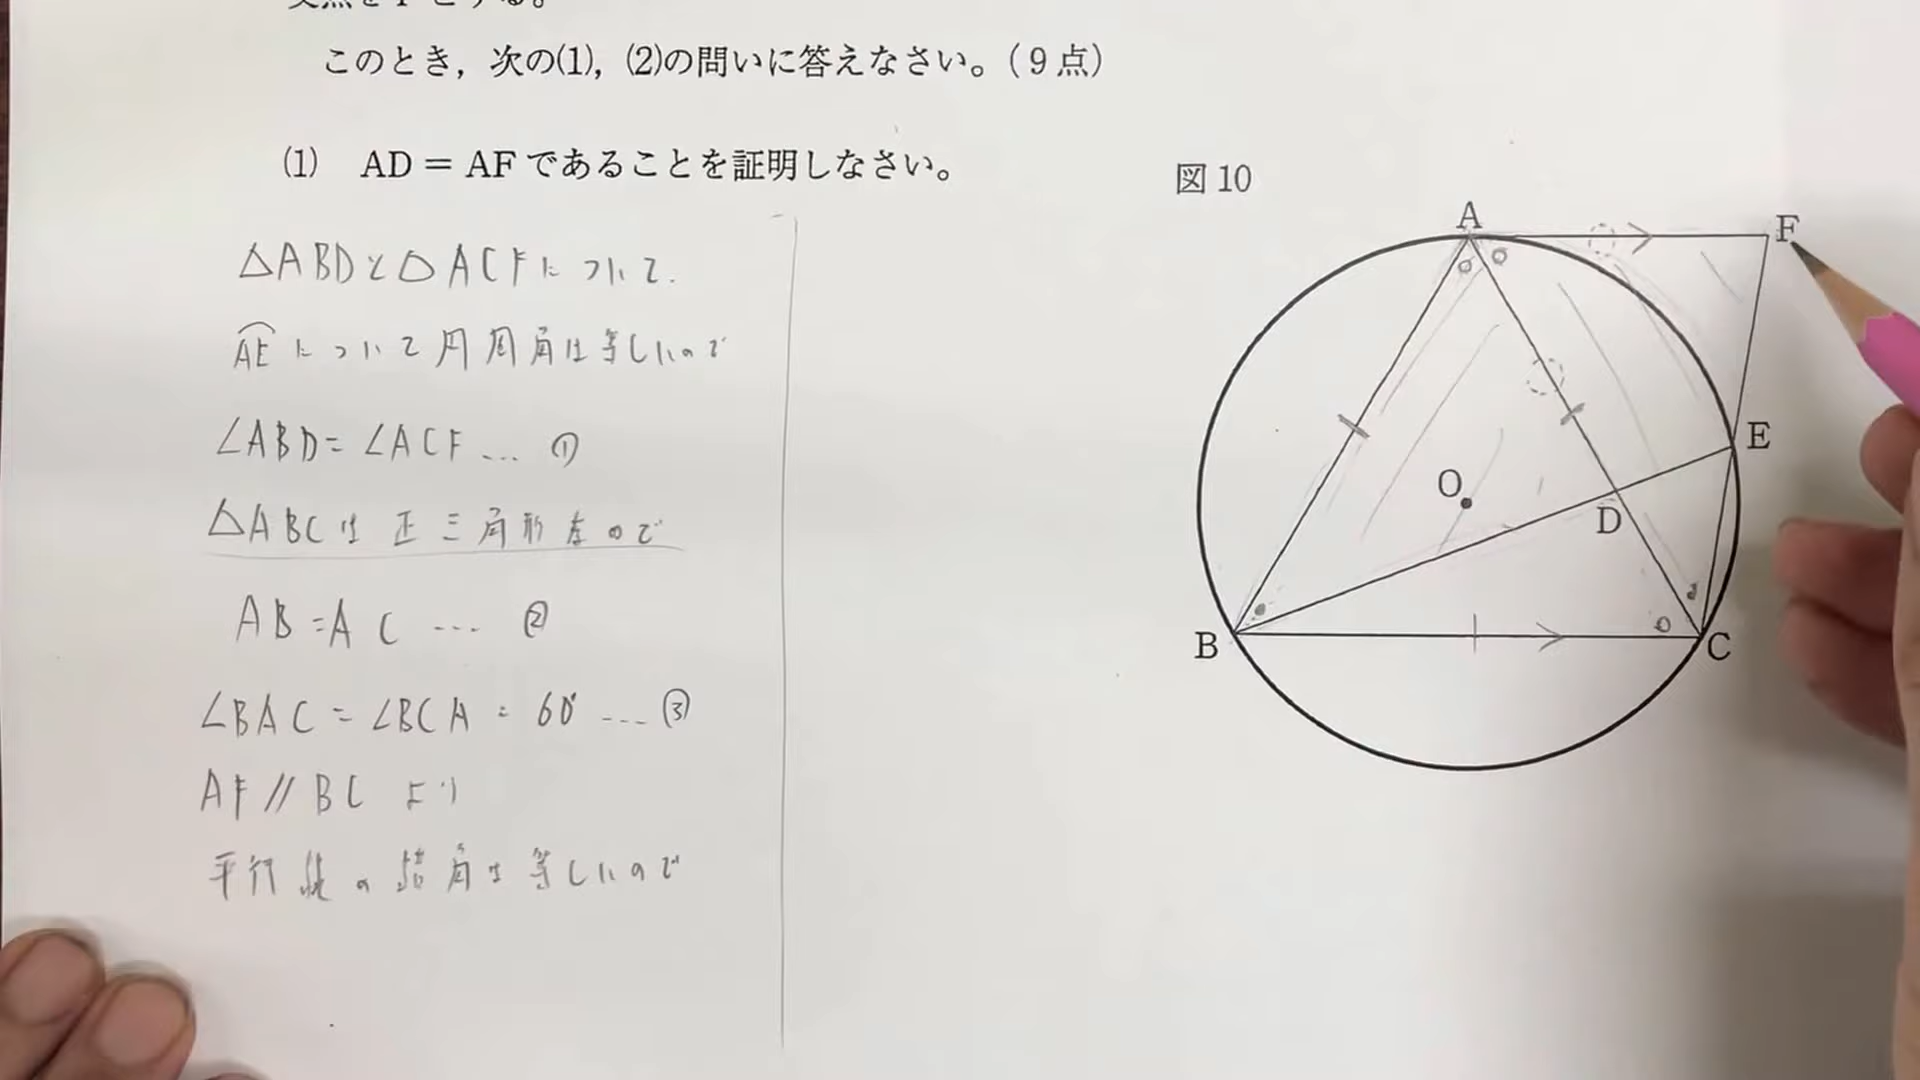 このとき，次の(1)，(2)の問いに答えなさい。(9点)
(1) AD = AF であることを証明しなさい。
図10
△ABDと△ACFについて.
AEについて円周角は等しいので
∠ABD=∠ACF … ①
△ABCは正三角形なので
AB=AC … ②
∠BAC=∠BCA=60° … ③
AF//BCより
平行線の錯角は等しいので
A
F
E
O
D
B
C